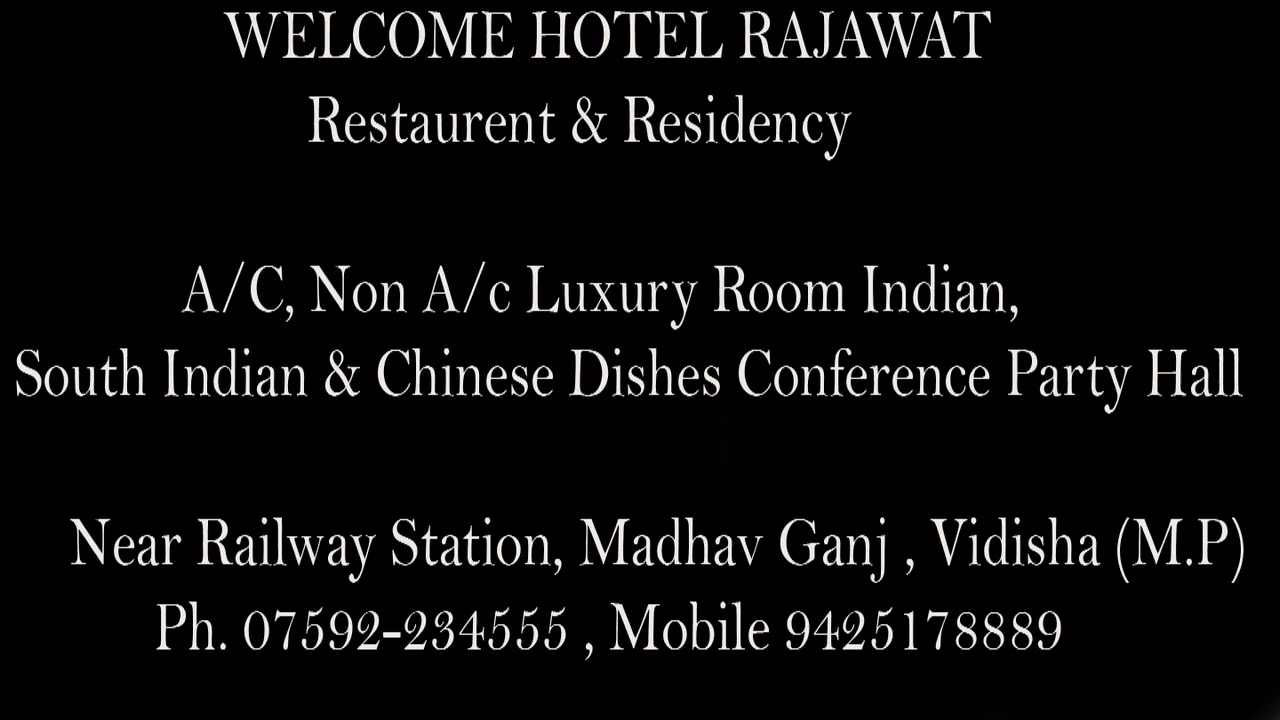 WELCOME HOTEL RAJAWAT
Restaurent & Residency
A/C, Non A/c Luxury Room Indian,
South Indian & Chinese Dishes Conference Party Hall
Near Railway Station, Madhav Ganj , Vidisha (M.P)
Ph. 07592-234555 , Mobile 9425178889